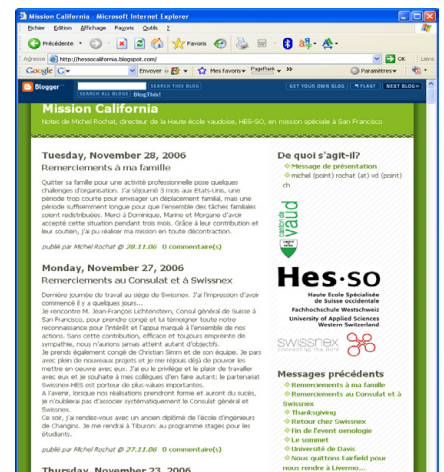 Mission California - Microsoft Internet Explorer
Fichier Edition Affichage Favoris Outils ?
Précédente Favoris
Adresse http://hessocalifornia.blogspot.com/ OK Liens
Google Envoyer Mes favoris PageRank Paramètres
Blogger SEARCH THIS BLOG GET YOUR OWN BLOG FLAG? NEXT BLOG»
SEARCH ALL BLOGS BlogThis!
Mission California
Notes de Michel Rochat, directeur de la Haute école vaudoise, HES-SO, en mission spéciale à San Francisco
Tuesday, November 28, 2006
Remerciements à ma famille
Quitter sa famille pour une activité professionnelle pose quelques
challenges d'organisation. J'ai séjourné 3 mois aux Etats-Unis, une
période trop courte pour envisager un déplacement familial, mais une
période suffisemment longue pour que l'ensemble des tâches familiales
soient redistribuées. Merci à Dominique, Marine et Morgane d'avoir
accepté cette situation pendant trois mois. Grâce à leur contribution et
leur soutien, j'ai pu réaliser ma mission en toute décontraction.
publié par Michel Rochat @ 28.11.06 0 commentaire(s)
Monday, November 27, 2006
Remerciements au Consulat et à Swissnex
Dernière journée de travail au siège de Swissnex. J'ai l'impression d'avoir
commencé il y a quelques jours...
Je rencontre M. Jean-François Lichtenstern, Consul général de Suisse à
San Francisco, pour prendre congé et lui témoigner toute notre
reconnaissance pour l'intérêt et l'appui marqué à l'ensemble de nos
actions. Sans cette contribution, efficace et toujours empreinte de
sympathie, nous n'aurions jamais atteint autant d'objectifs.
Je prends également congé de Christian Simm et de son équipe. Je pars
avec plein de nouveaux projets et je me réjouis déjà de pouvoir les
mettre en oeuvre avec eux. J'ai eu le privilège et le plaisir de travailler
avec eux et je souhaite à mes collègues d'en faire autant: le partenariat
Swissnex-HES est porteur de plus-values importantes.
A l'avenir, lorsque nos réalisations prendront forme et auront du succès,
je n'oublierai pas d'associer systématiquement le Consulat général et
Swissnex.
Ce soir, j'ai rendez-vous avec un ancien diplômé de l'école d'ingénieurs
de Changins. Je me rendrai à Tiburon: au programme stages pour les
étudiants.
publié par Michel Rochat @ 27.11.06 0 commentaire(s)
Thursday, November 23, 2006
De quoi s'agit-il?
Message de présentation
michel (point) rochat (at) vd (point)
ch
canton de
vaud
Hes·so
Haute Ecole Spécialisée
de Suisse occidentale
Fachhochschule Westschweiz
University of Applied Sciences
Western Switzerland
swissnex
Messages précédents
Remerciements à ma famille
Remerciements au Consulat et à
Swissnex
Thanksgiving
Retour chez Swissnex
Fin de l'event oenologie
Le sommet
Université de Davis
Nous quittons Fairfield pour
nous rendre à Livermo...